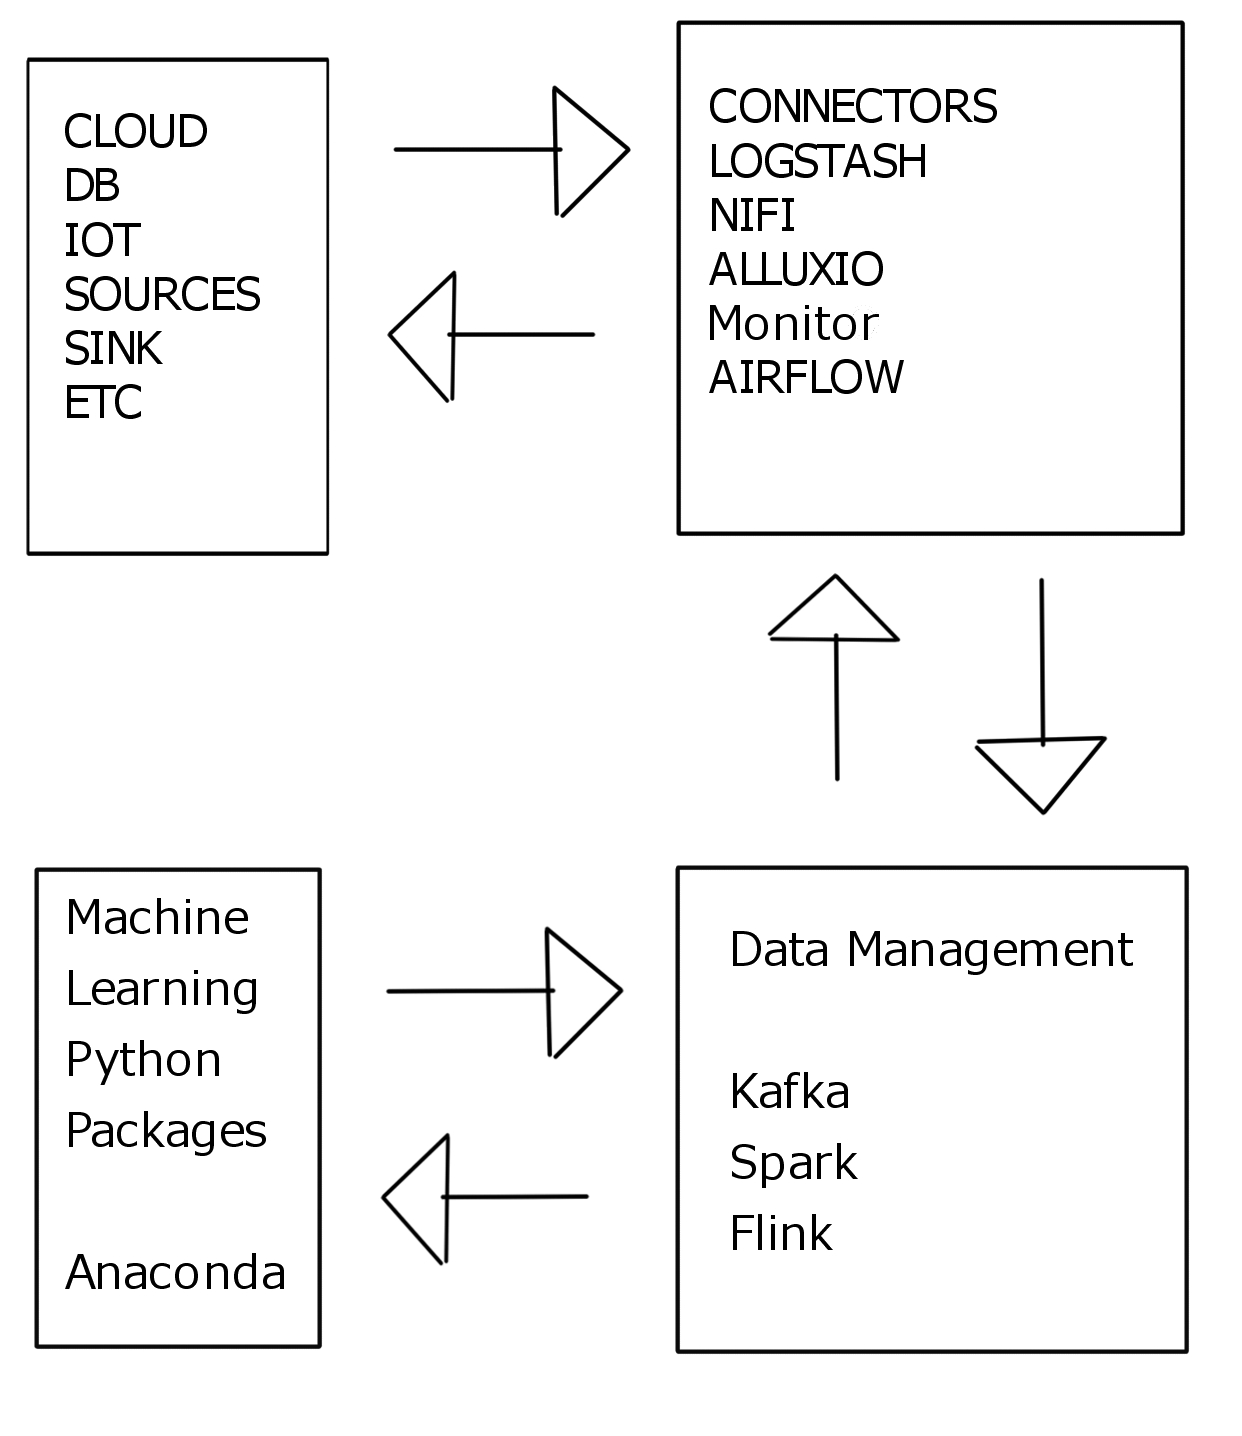 CLOUD
DB
IOT
SOURCES
SINK
ETC
CONNECTORS
LOGSTASH
NIFI
ALLUXIO
Monitor
AIRFLOW
Machine
Learning
Python
Packages
Anaconda
Data Management
Kafka
Spark
Flink